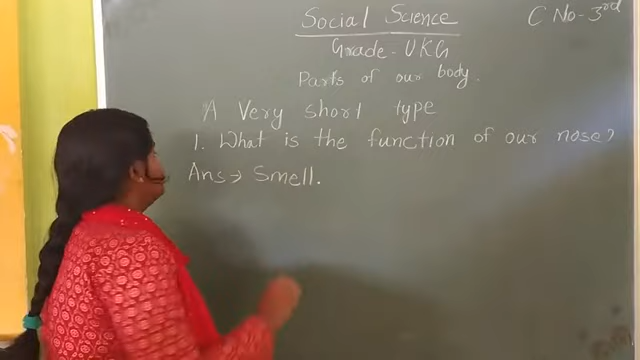 Social Science
C No-3rd
Grade-UKG
Parts of our body.
A Very short type
1. What is the function of our nose?
Ans→ Smell.